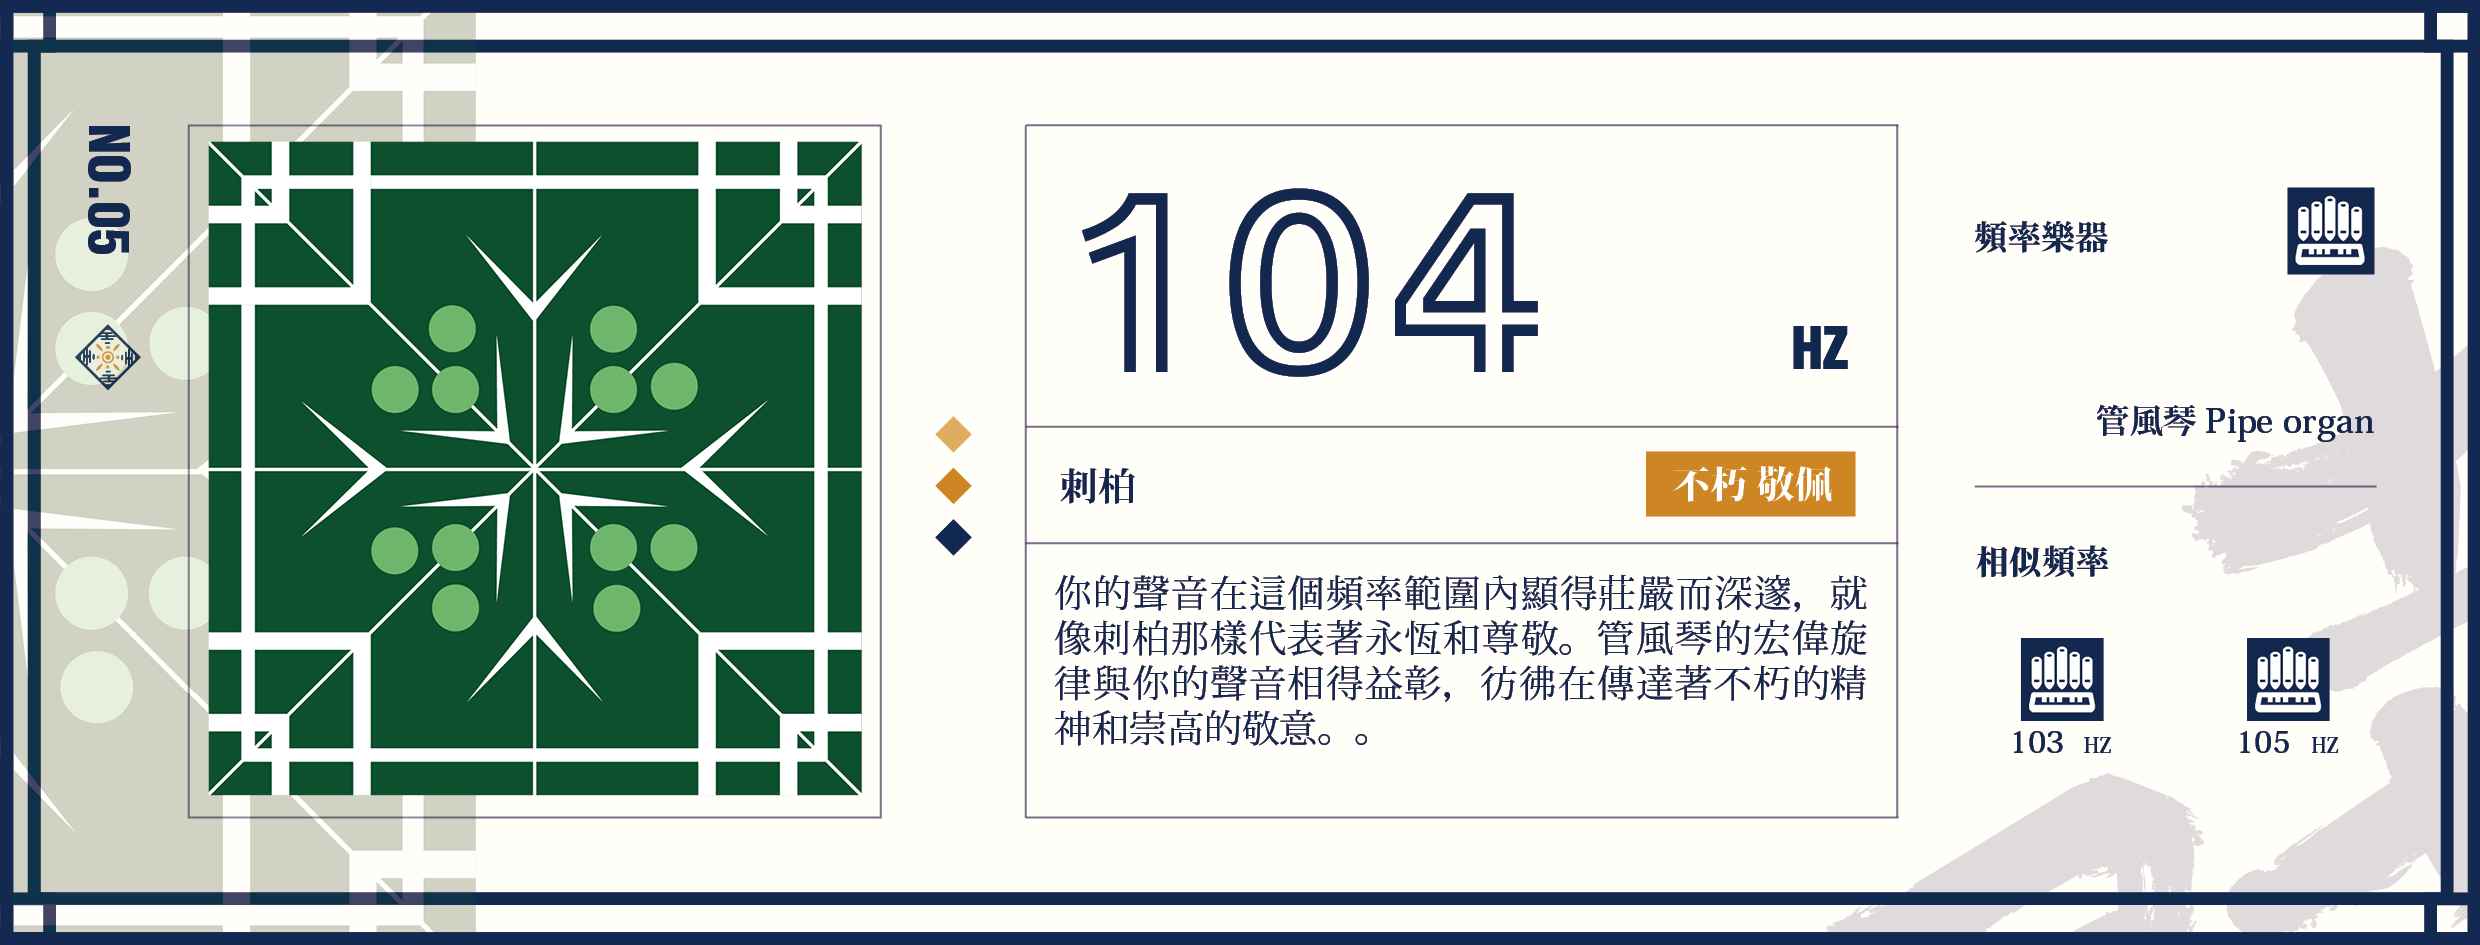 NO.05
104
HZ
刺柏
不朽 敬佩
你的聲音在這個頻率範圍內顯得莊嚴而深邃，就
像刺柏那樣代表著永恆和尊敬。管風琴的宏偉旋
律與你的聲音相得益彰，彷彿在傳達著不朽的精
神和崇高的敬意。。
頻率樂器
管風琴 Pipe organ
相似頻率
103 HZ
105 HZ